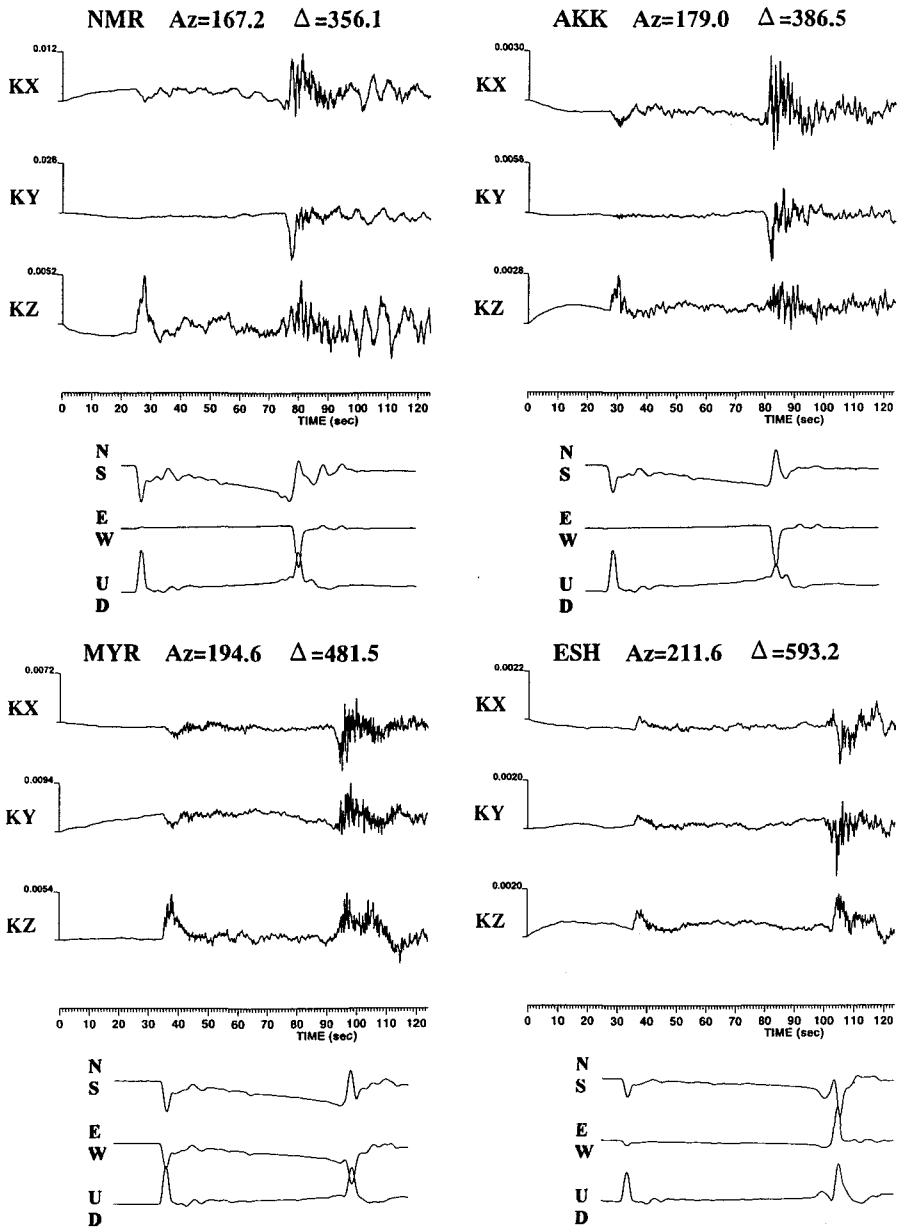 NMR Az=167.2 Δ=356.1
0.012
KX
0.026
KY
0.0052
KZ
0 10 20 30 40 50 60 70 80 90 100 110 120
TIME (sec)
N
S
E
W
U
D
AKK Az=179.0 Δ=386.5
0.0030
KX
0.0058
KY
0.0028
KZ
0 10 20 30 40 50 60 70 80 90 100 110 120
TIME (sec)
N
S
E
W
U
D
MYR Az=194.6 Δ=481.5
0.0072
KX
0.0094
KY
0.0054
KZ
0 10 20 30 40 50 60 70 80 90 100 110 120
TIME (sec)
N
S
E
W
U
D
ESH Az=211.6 Δ=593.2
0.0022
KX
0.0020
KY
0.0020
KZ
0 10 20 30 40 50 60 70 80 90 100 110 120
TIME (sec)
N
S
E
W
U
D